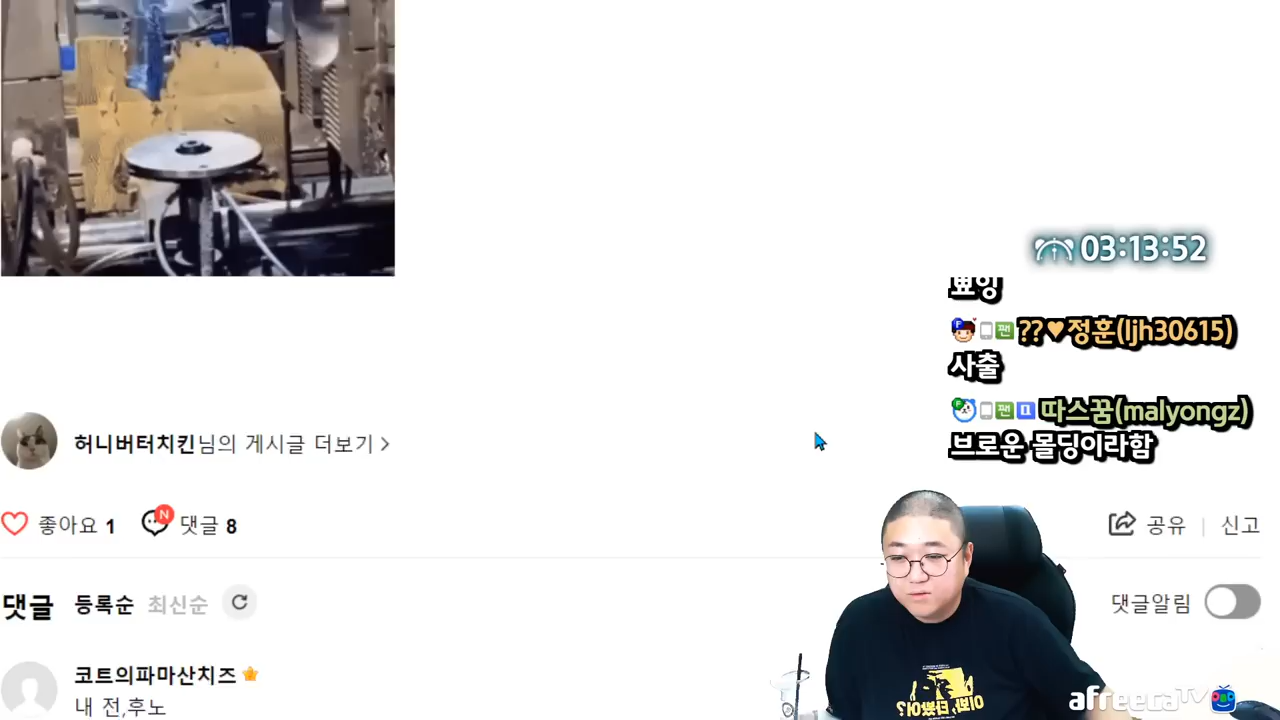 03:13:52
뾰잉
??♥정훈(ljh30615)
사출
따스꿈(malyongz)
브로운 몰딩이라함
허니버터치킨님의 게시글 더보기 >
좋아요 1 댓글 8
공유 | 신고
댓글 등록순 최신순
댓글알림
코트의파마산치즈
내 전,후노
afreecaTV